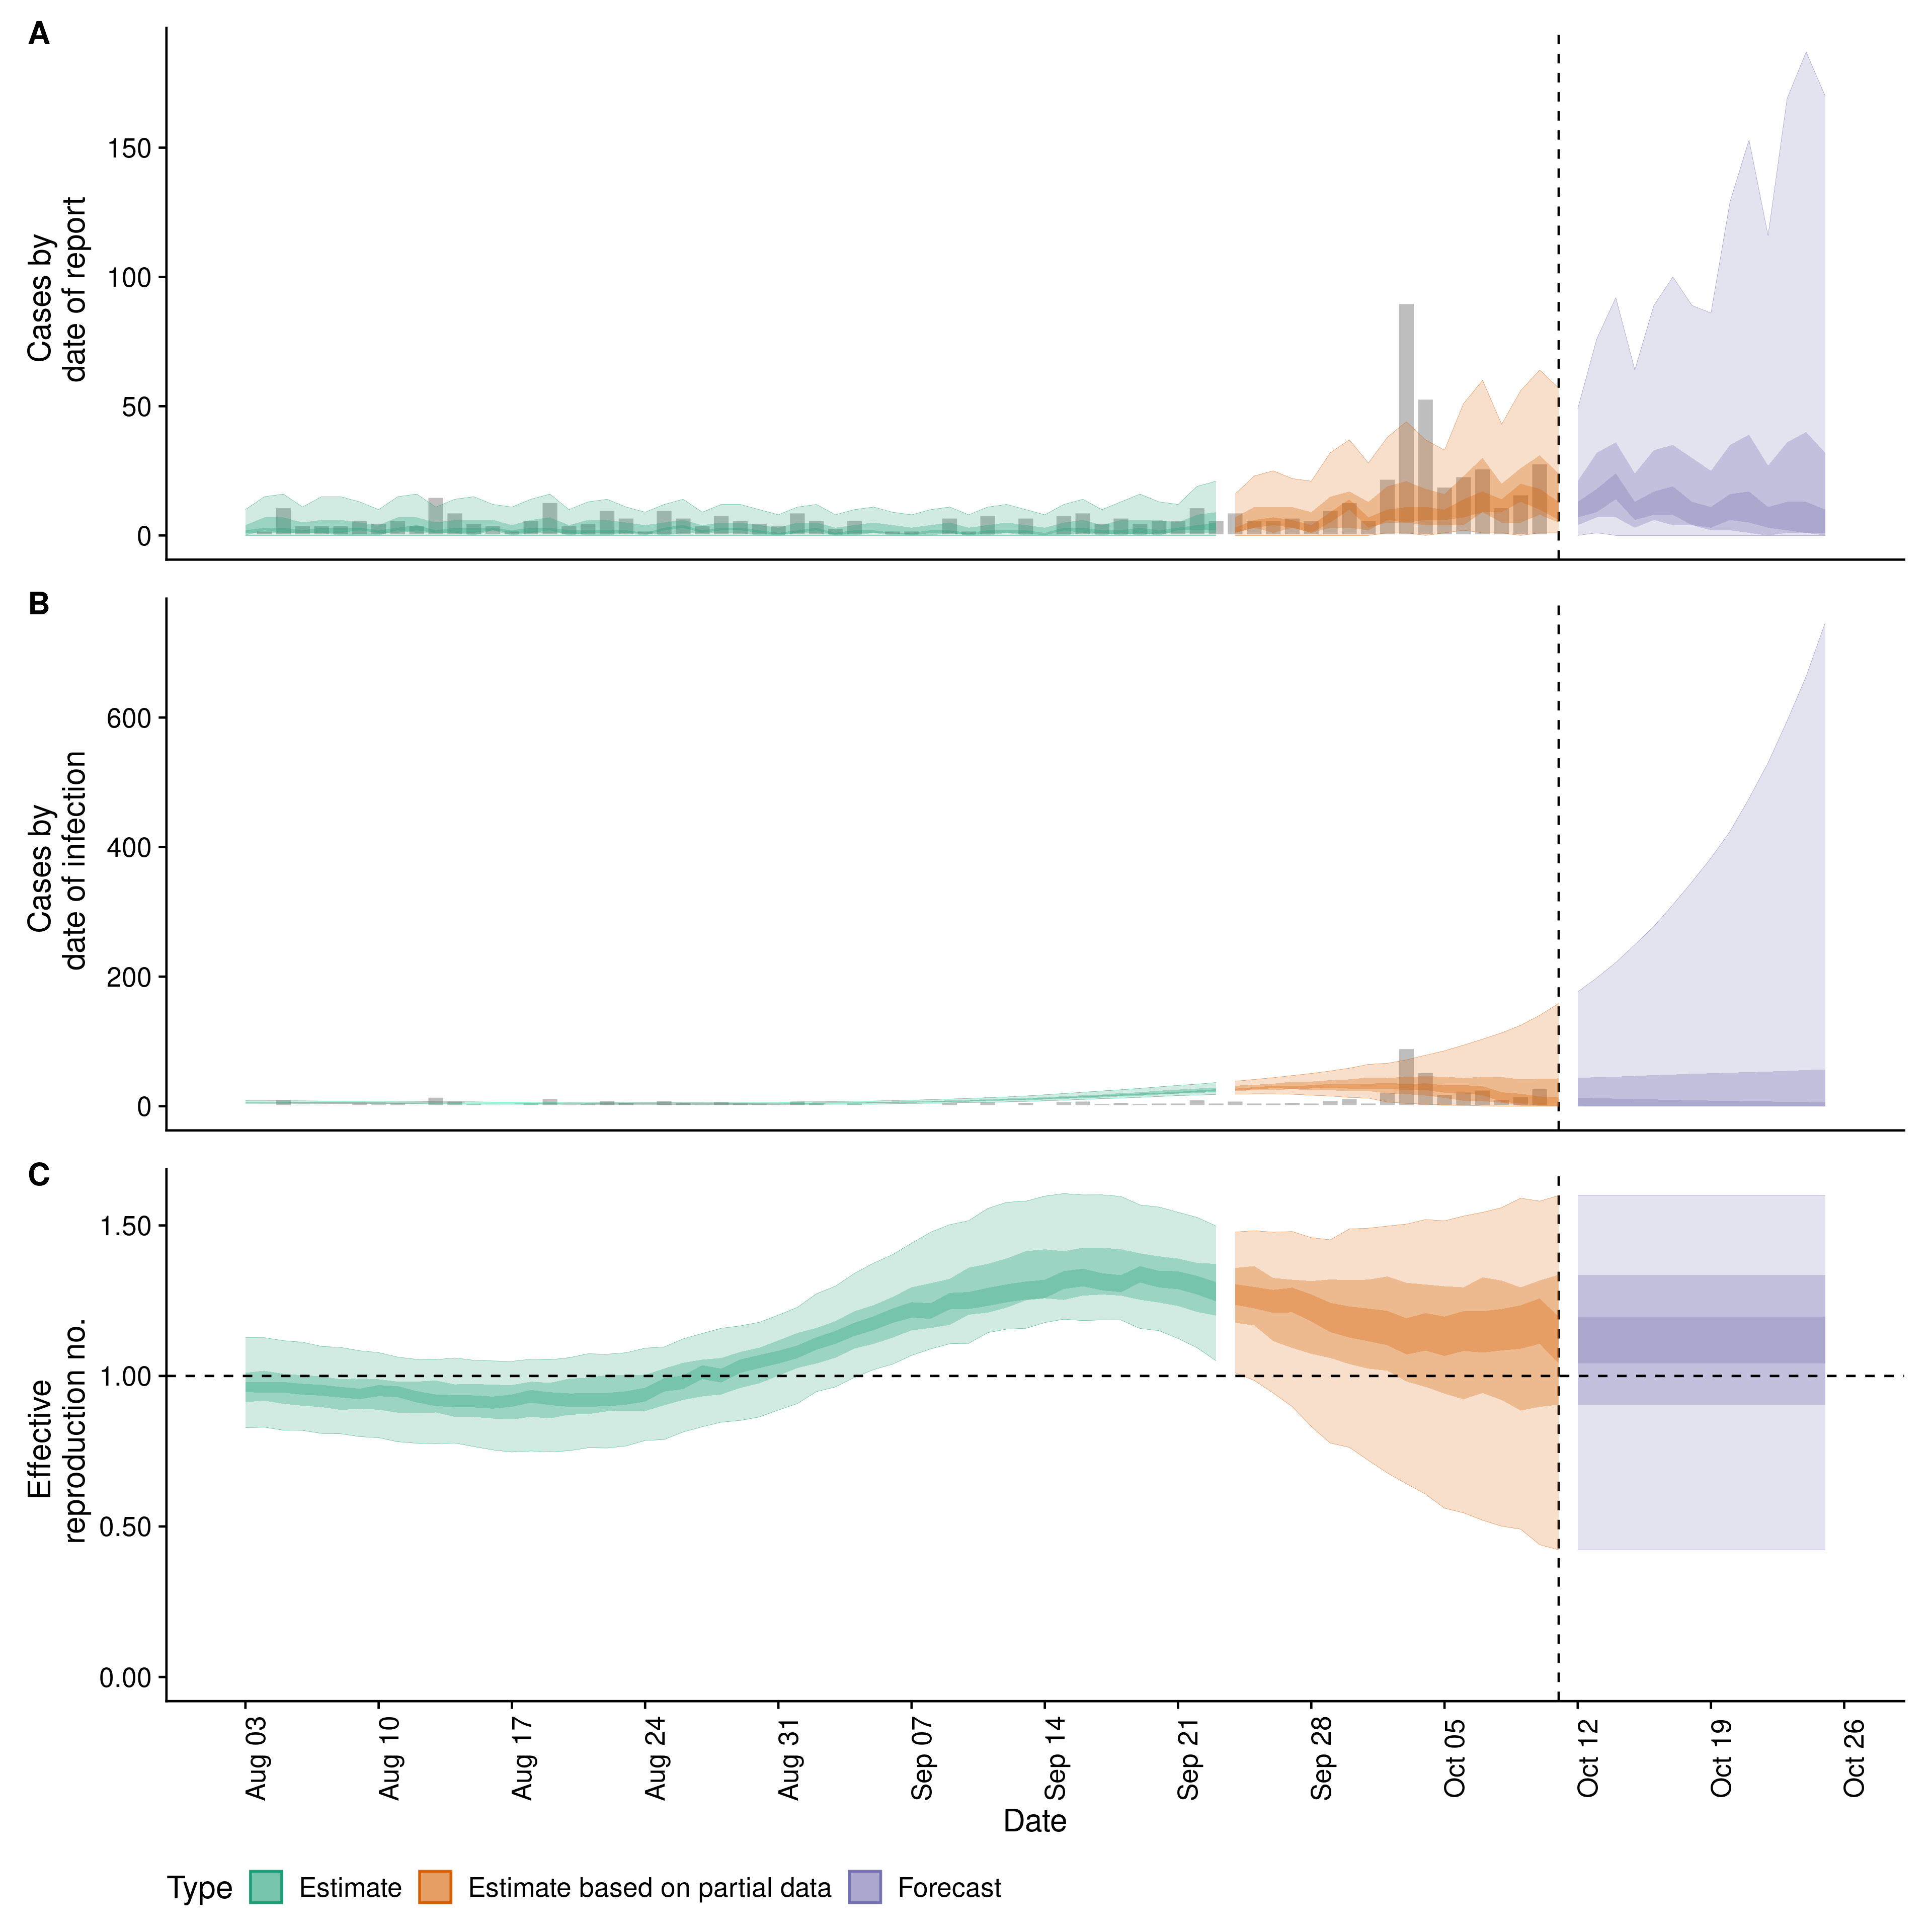 A
Cases by
date of report
150
100
50
0
B
Cases by
date of infection
600
400
200
0
C
Effective
reproduction no.
1.50
1.00
0.50
0.00
Aug 03
Aug 10
Aug 17
Aug 24
Aug 31
Sep 07
Sep 14
Sep 21
Sep 28
Oct 05
Oct 12
Oct 19
Oct 26
Date
Type
Estimate
Estimate based on partial data
Forecast